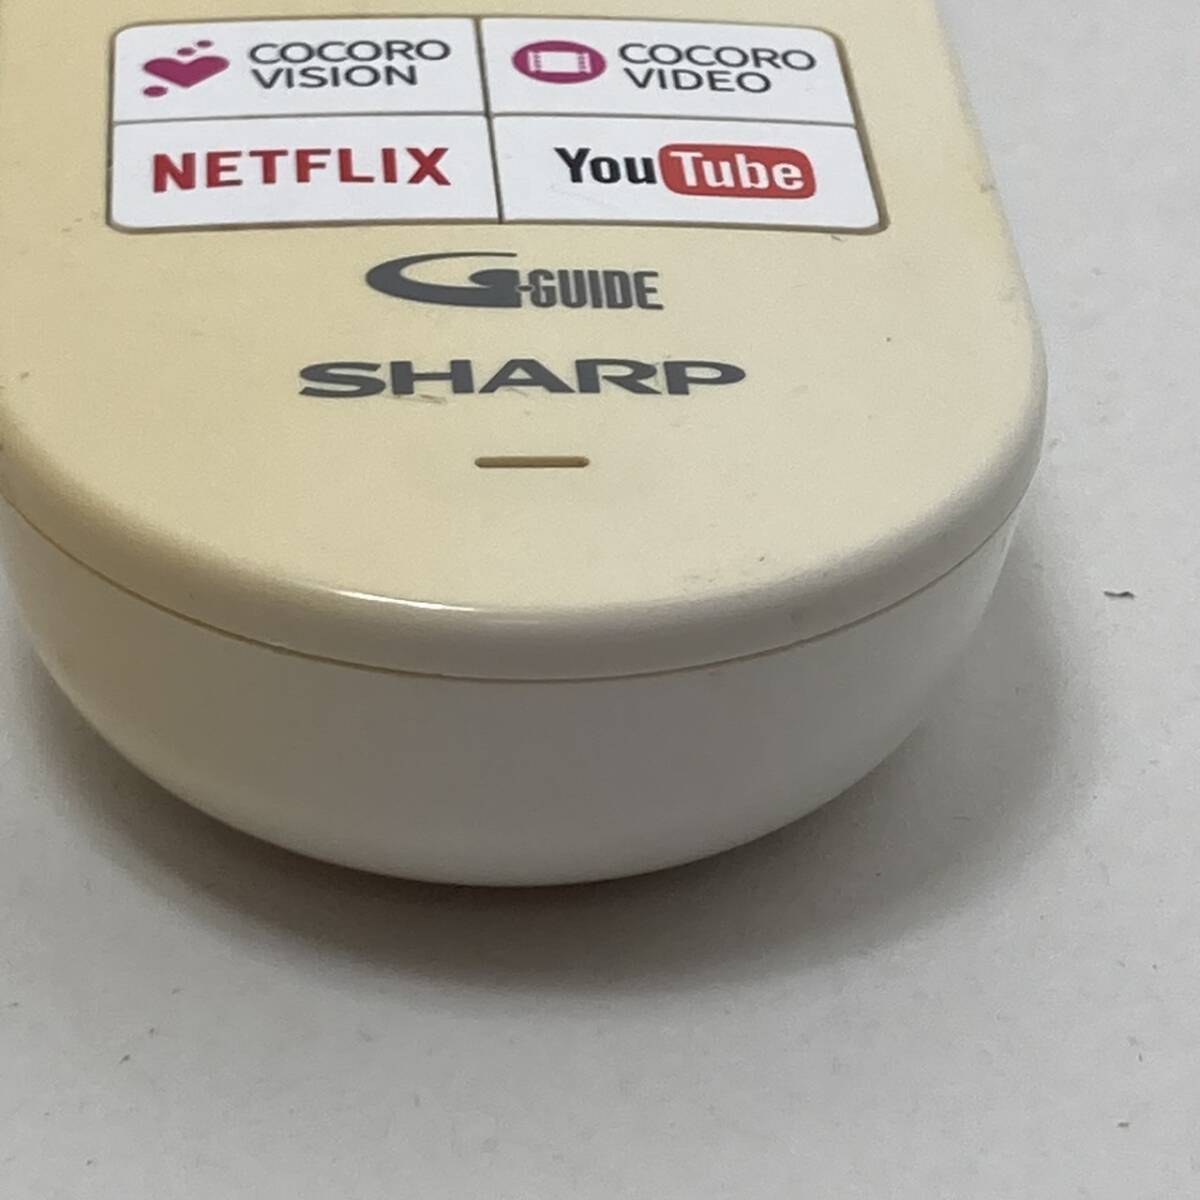 COCORO
VISION
COCORO
VIDEO
NETFLIX
YouTube
G-GUIDE
SHARP